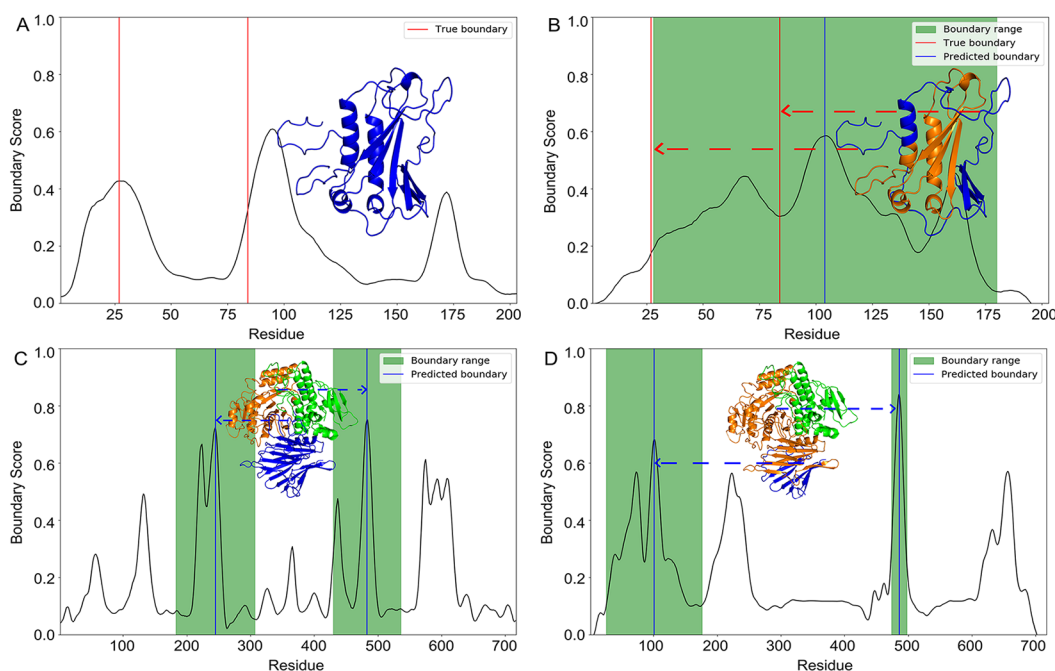 A
True boundary
Boundary Score
1.0
0.8
0.6
0.4
0.2
0.0
25 50 75 100 125 150 175 200
Residue
B
Boundary range
True boundary
Predicted boundary
Boundary Score
1.0
0.8
0.6
0.4
0.2
0.0
25 50 75 100 125 150 175 200
Residue
C
Boundary range
Predicted boundary
Boundary Score
1.0
0.8
0.6
0.4
0.2
0.0
100 200 300 400 500 600 700
Residue
D
Boundary range
Predicted boundary
Boundary Score
1.0
0.8
0.6
0.4
0.2
0.0
100 200 300 400 500 600 700
Residue